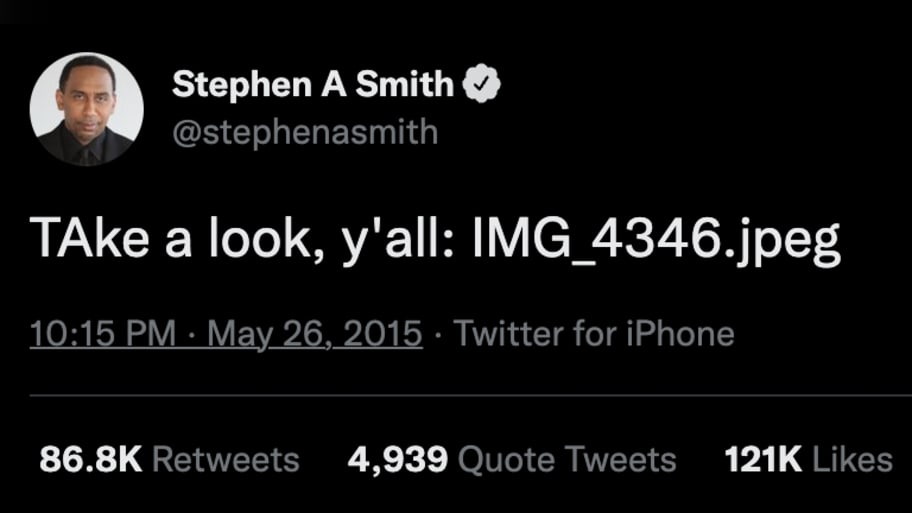 Stephen A Smith
@stephenasmith
TAke a look, y'all: IMG_4346.jpeg
10:15 PM · May 26, 2015 · Twitter for iPhone
86.8K Retweets 4,939 Quote Tweets 121K Likes